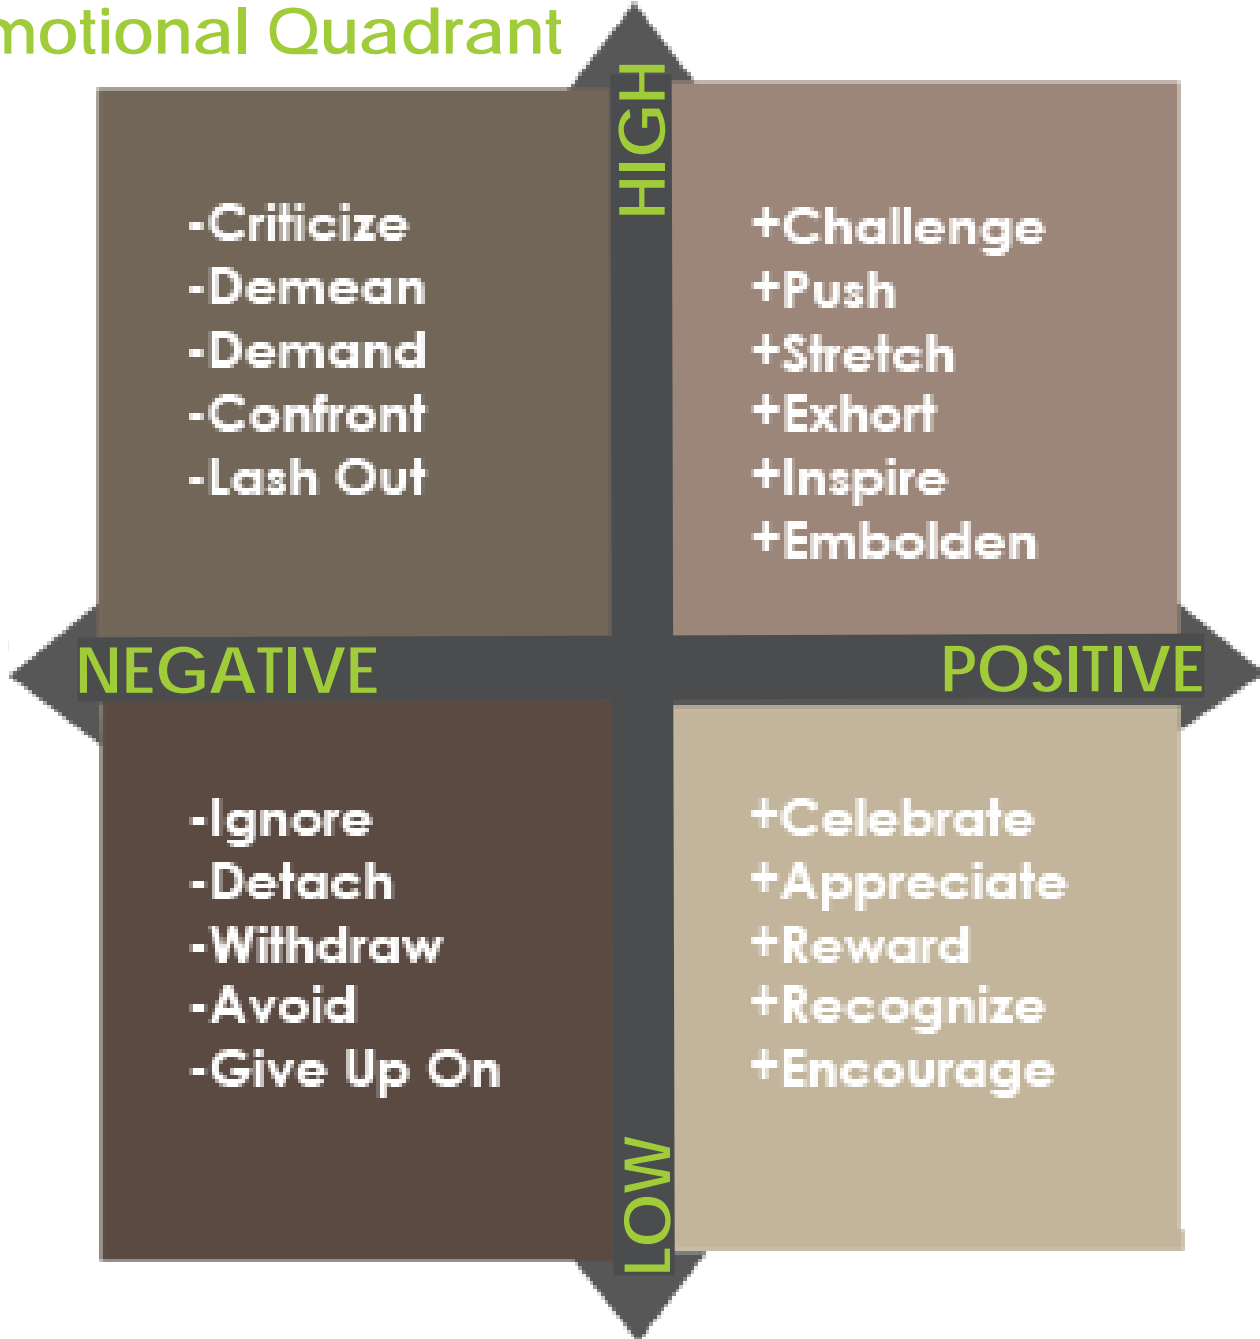 motional Quadrant
HIGH
-Criticize
-Demean
-Demand
-Confront
-Lash Out
+Challenge
+Push
+Stretch
+Exhort
+Inspire
+Embolden
NEGATIVE
POSITIVE
-Ignore
-Detach
-Withdraw
-Avoid
-Give Up On
+Celebrate
+Appreciate
+Reward
+Recognize
+Encourage
LOW